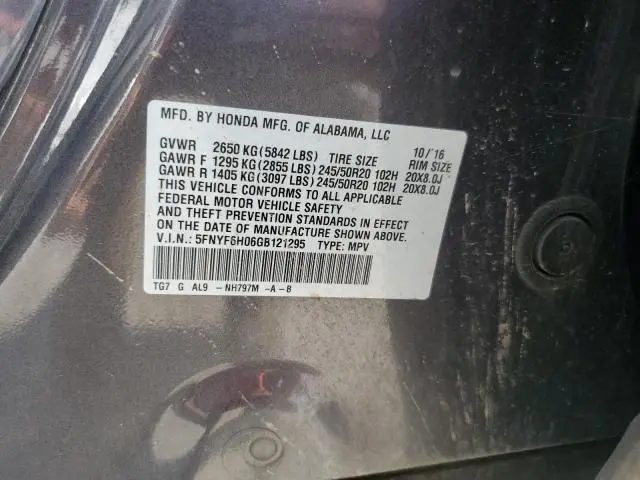 MFD. BY HONDA MFG. OF ALABAMA, LLC
10/'16
GVWR 2650 KG (5842 LBS) TIRE SIZE RIM SIZE
GAWR F 1295 KG (2855 LBS) 245/50R20 102H 20X8.0J
GAWR R 1405 KG (3097 LBS) 245/50R20 102H 20X8.0J
THIS VEHICLE CONFORMS TO ALL APPLICABLE
FEDERAL MOTOR VEHICLE SAFETY
AND THEFT PREVENTION STANDARDS IN EFFECT
ON THE DATE OF MANUFACTURE SHOWN ABOVE.
V.I.N.: 5FNYF6H06GB121295 TYPE: MPV
TG7 G AL9 -NH797M -A-B